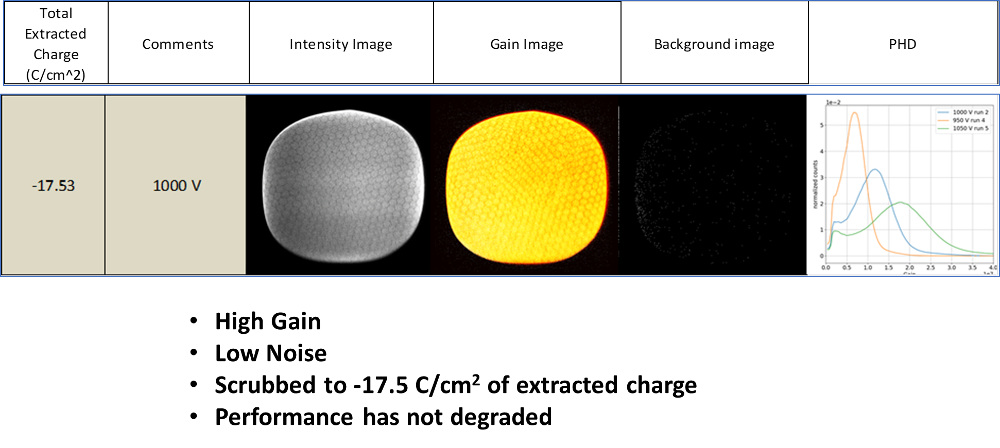 Total
Extracted
Charge
(C/cm^2)
Comments
Intensity Image
Gain Image
Background image
PHD
-17.53
1000 V
1e−2
1000 V run 2
950 V run 4
1050 V run 5
5
4
3
2
1
0
normalized counts
0.0 0.5 1.0 1.5 2.0 2.5 3.0 3.5 4.0
• High Gain
• Low Noise
• Scrubbed to -17.5 C/cm² of extracted charge
• Performance has not degraded